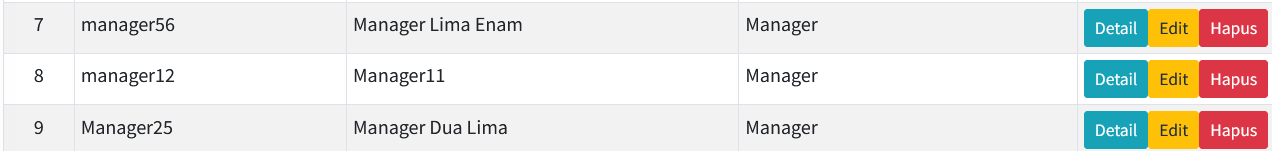 7 manager56 Manager Lima Enam Manager Detail Edit Hapus
8 manager12 Manager11 Manager Detail Edit Hapus
9 Manager25 Manager Dua Lima Manager Detail Edit Hapus